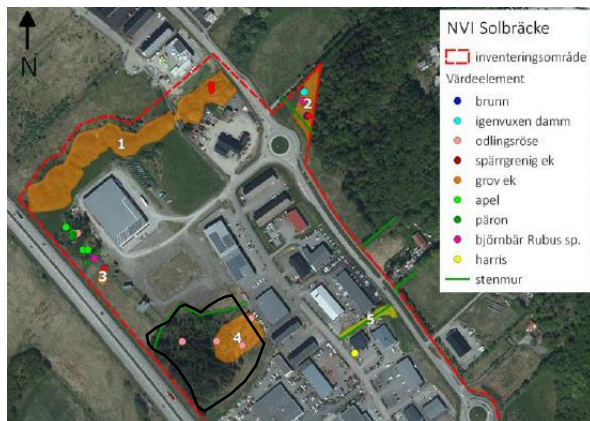 N
1
2
3
4
5
NVI Solbräcke
inventeringsområde
Värdeelement
brunn
igenvuxen damm
odlingsröse
spärrgrenig ek
grov ek
apel
päron
björnbär Rubus sp.
harris
stenmur